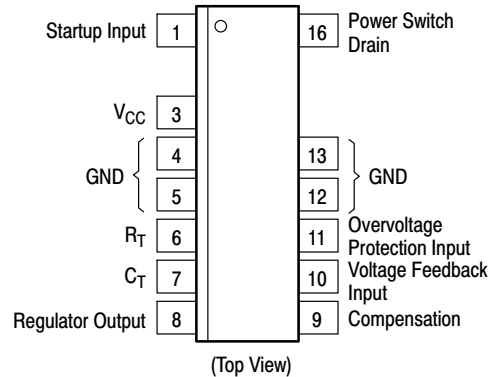 Startup Input 1
16 Power Switch
Drain
VCC 3
4
GND
5
13
GND
12
RT 6
11 Overvoltage
Protection Input
CT 7
10 Voltage Feedback
Input
Regulator Output 8
9 Compensation
(Top View)